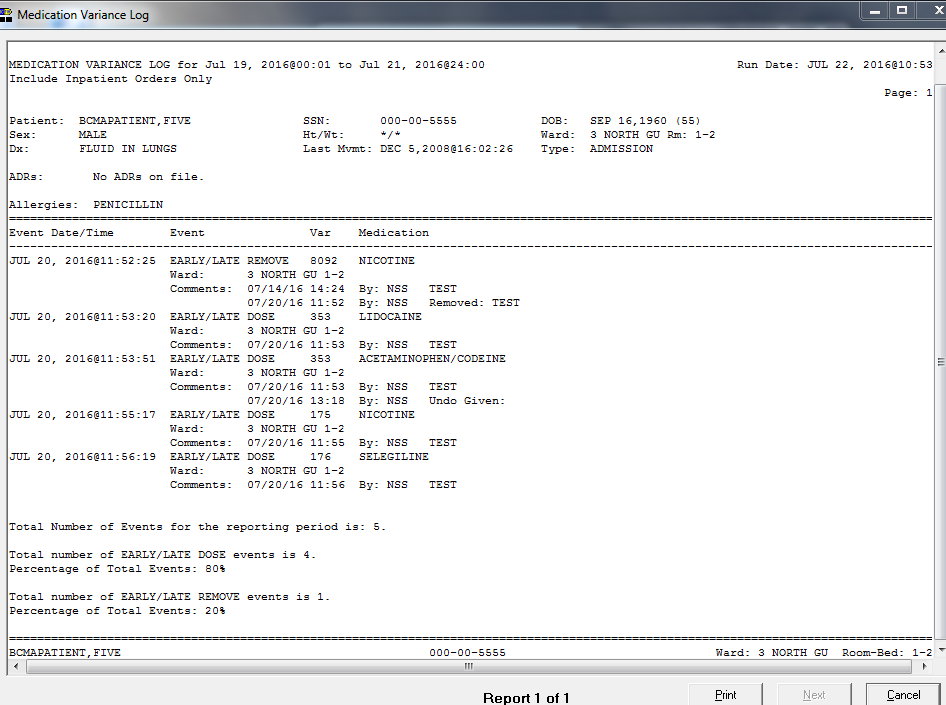 Medication Variance Log
MEDICATION VARIANCE LOG for Jul 19, 2016@00:01 to Jul 21, 2016@24:00 Run Date: JUL 22, 2016@10:53
Include Inpatient Orders Only
Page: 1
Patient: BCMAPATIENT,FIVE SSN: 000-00-5555 DOB: SEP 16,1960 (55)
Sex: MALE Ht/Wt: */* Ward: 3 NORTH GU Rm: 1-2
Dx: FLUID IN LUNGS Last Mvmt: DEC 5,2008@16:02:26 Type: ADMISSION
ADRs: No ADRs on file.
Allergies: PENICILLIN
Event Date/Time Event Var Medication
JUL 20, 2016@11:52:25 EARLY/LATE REMOVE 8092 NICOTINE
Ward: 3 NORTH GU 1-2
Comments: 07/14/16 14:24 By: NSS TEST
07/20/16 11:52 By: NSS Removed: TEST
JUL 20, 2016@11:53:20 EARLY/LATE DOSE 353 LIDOCAINE
Ward: 3 NORTH GU 1-2
Comments: 07/20/16 11:53 By: NSS TEST
JUL 20, 2016@11:53:51 EARLY/LATE DOSE 353 ACETAMINOPHEN/CODEINE
Ward: 3 NORTH GU 1-2
Comments: 07/20/16 11:53 By: NSS TEST
07/20/16 13:18 By: NSS Undo Given:
JUL 20, 2016@11:55:17 EARLY/LATE DOSE 175 NICOTINE
Ward: 3 NORTH GU 1-2
Comments: 07/20/16 11:55 By: NSS TEST
JUL 20, 2016@11:56:19 EARLY/LATE DOSE 176 SELEGILINE
Ward: 3 NORTH GU 1-2
Comments: 07/20/16 11:56 By: NSS TEST
Total Number of Events for the reporting period is: 5.
Total number of EARLY/LATE DOSE events is 4.
Percentage of Total Events: 80%
Total number of EARLY/LATE REMOVE events is 1.
Percentage of Total Events: 20%
BCMAPATIENT,FIVE 000-00-5555 Ward: 3 NORTH GU Room-Bed: 1-2
Report 1 of 1 Print Next Cancel